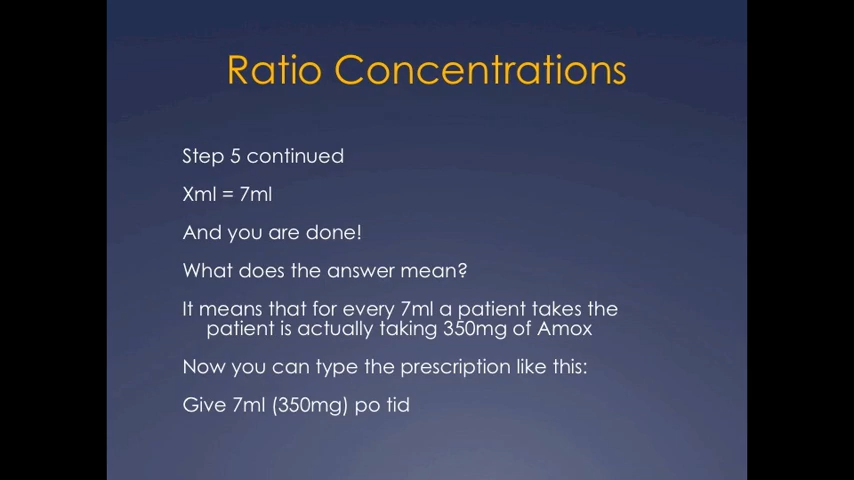 Ratio Concentrations
Step 5 continued
Xml = 7ml
And you are done!
What does the answer mean?
It means that for every 7ml a patient takes the
patient is actually taking 350mg of Amox
Now you can type the prescription like this:
Give 7ml (350mg) po tid